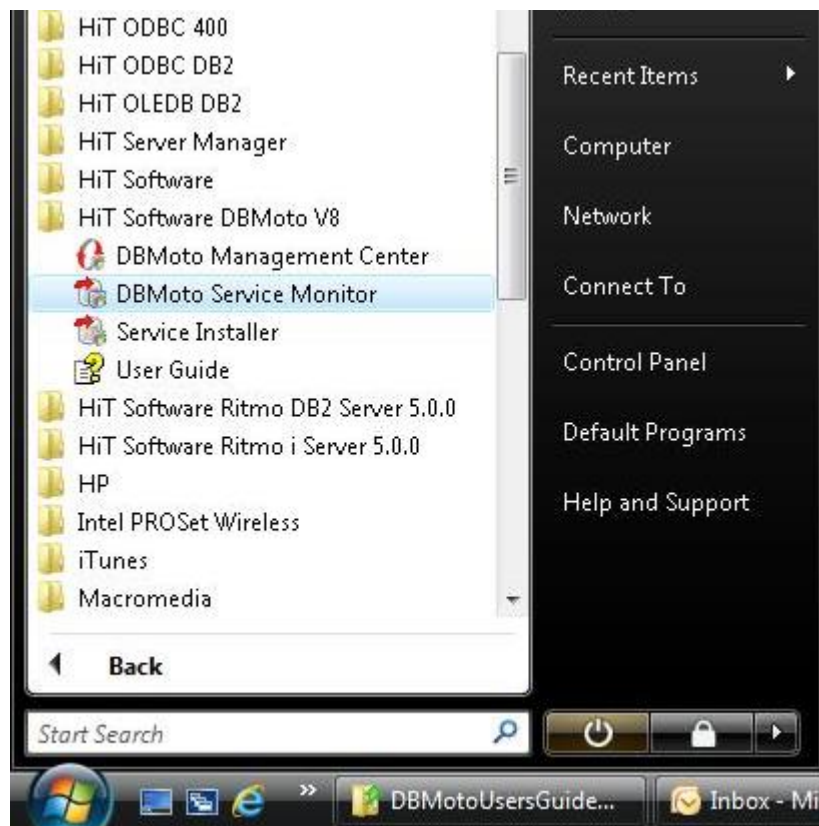 HiT ODBC 400
HiT ODBC DB2
HiT OLEDB DB2
HiT Server Manager
HiT Software
HiT Software DBMoto V8
DBMoto Management Center
DBMoto Service Monitor
Service Installer
User Guide
HiT Software Ritmo DB2 Server 5.0.0
HiT Software Ritmo i Server 5.0.0
HP
Intel PROSet Wireless
iTunes
Macromedia
Back
Start Search
Recent Items
Computer
Network
Connect To
Control Panel
Default Programs
Help and Support
DBMotoUsersGuide...
Inbox - Mi